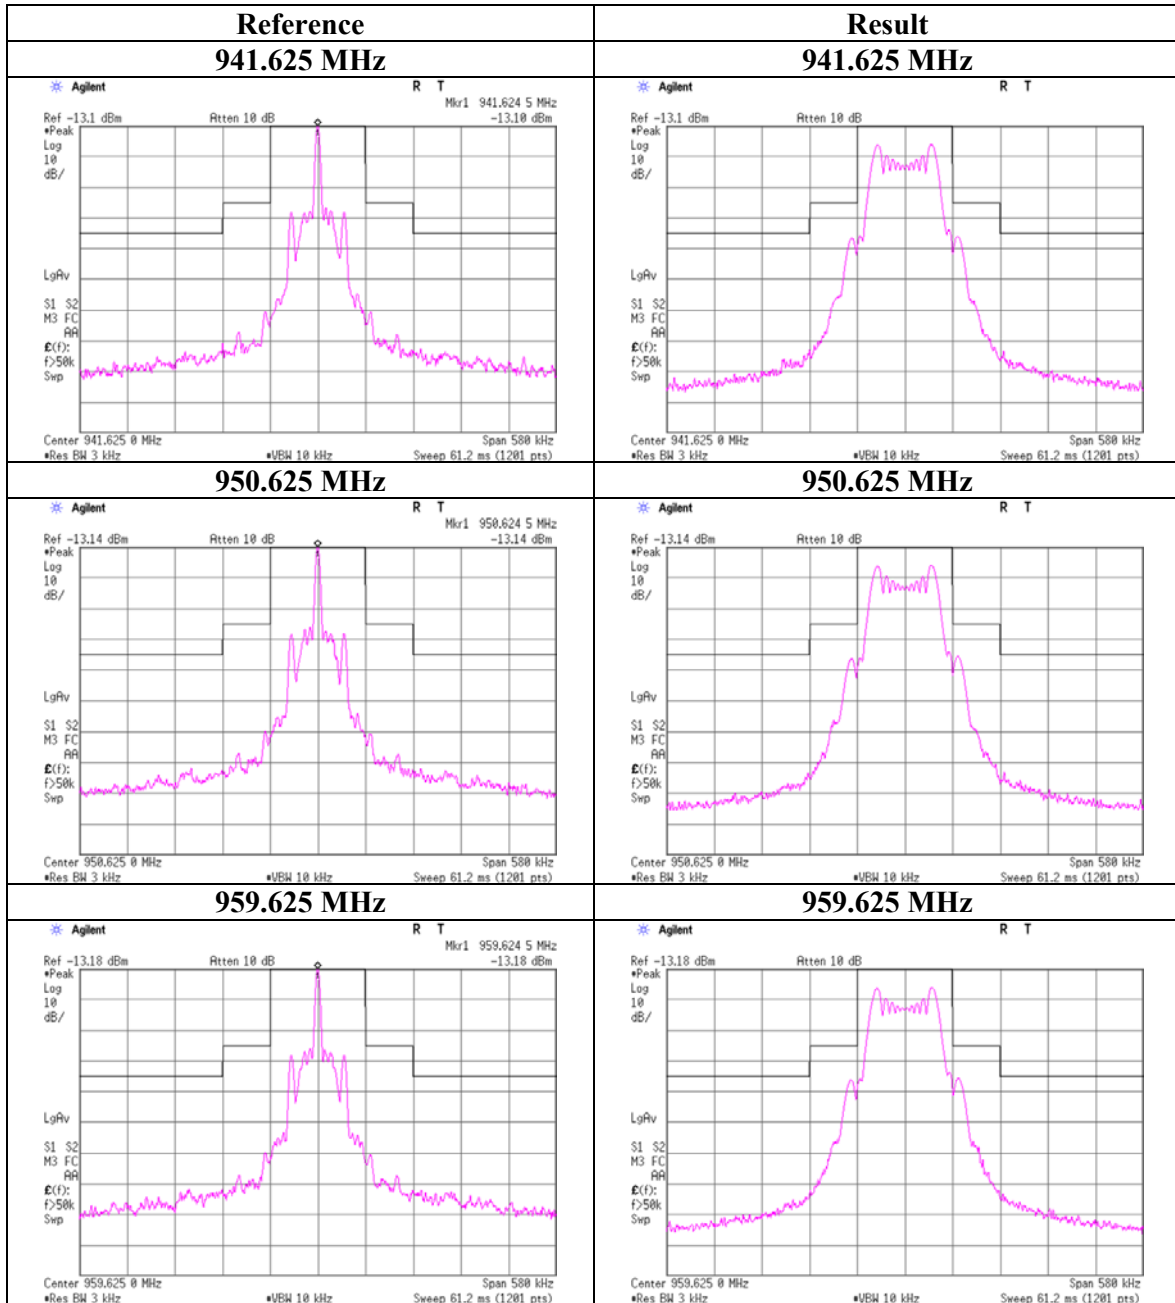 Reference Result
941.625 MHz 941.625 MHz
Agilent R T
Mkr1 941.624 5 MHz
Ref -13.1 dBm Atten 10 dB -13.10 dBm
*Peak
Log
10
dB/
LgAv
S1 S2
M3 FC
AA
£(f):
f>50k
Swp
Center 941.625 0 MHz Span 580 kHz
*Res BW 3 kHz *VBW 10 kHz Sweep 61.2 ms (1201 pts)
Agilent R T
Ref -13.1 dBm Atten 10 dB
*Peak
Log
10
dB/
LgAv
S1 S2
M3 FC
AA
£(f):
f>50k
Swp
Center 941.625 0 MHz Span 580 kHz
*Res BW 3 kHz *VBW 10 kHz Sweep 61.2 ms (1201 pts)
950.625 MHz 950.625 MHz
Agilent R T
Mkr1 950.624 5 MHz
Ref -13.14 dBm Atten 10 dB -13.14 dBm
*Peak
Log
10
dB/
LgAv
S1 S2
M3 FC
AA
£(f):
f>50k
Swp
Center 950.625 0 MHz Span 580 kHz
*Res BW 3 kHz *VBW 10 kHz Sweep 61.2 ms (1201 pts)
Agilent R T
Ref -13.14 dBm Atten 10 dB
*Peak
Log
10
dB/
LgAv
S1 S2
M3 FC
AA
£(f):
f>50k
Swp
Center 950.625 0 MHz Span 580 kHz
*Res BW 3 kHz *VBW 10 kHz Sweep 61.2 ms (1201 pts)
959.625 MHz 959.625 MHz
Agilent R T
Mkr1 959.624 5 MHz
Ref -13.18 dBm Atten 10 dB -13.18 dBm
*Peak
Log
10
dB/
LgAv
S1 S2
M3 FC
AA
£(f):
f>50k
Swp
Center 959.625 0 MHz Span 580 kHz
*Res BW 3 kHz *VBW 10 kHz Sweep 61.2 ms (1201 pts)
Agilent R T
Ref -13.18 dBm Atten 10 dB
*Peak
Log
10
dB/
LgAv
S1 S2
M3 FC
AA
£(f):
f>50k
Swp
Center 959.625 0 MHz Span 580 kHz
*Res BW 3 kHz *VBW 10 kHz Sweep 61.2 ms (1201 pts)